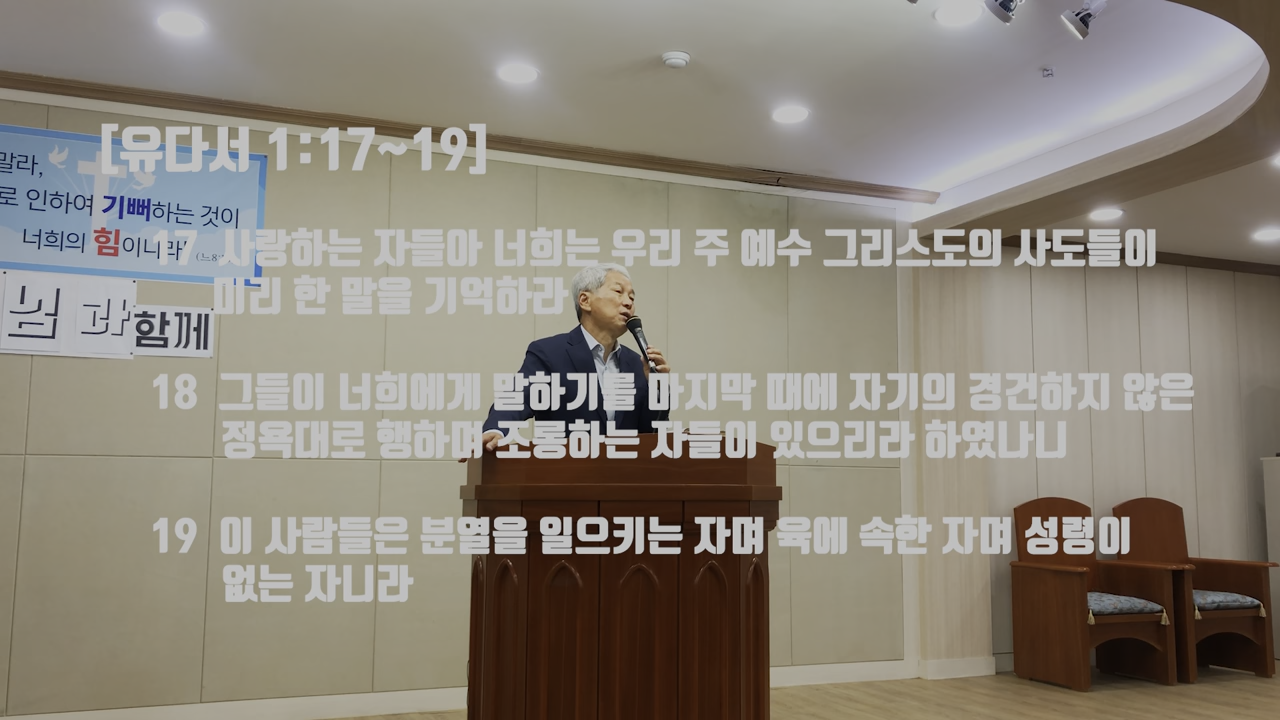 [유다서 1:17~19]
17 사랑하는 자들아 너희는 우리 주 예수 그리스도의 사도들이
미리 한 말을 기억하라
18 그들이 너희에게 말하기를 마지막 때에 자기의 경건하지 않은
정욕대로 행하며 조롱하는 자들이 있으리라 하였나니
19 이 사람들은 분열을 일으키는 자며 육에 속한 자며 성령이
없는 자니라
말라,
로 인하여 기뻐하는 것이
너희의 힘이니라
님과함께